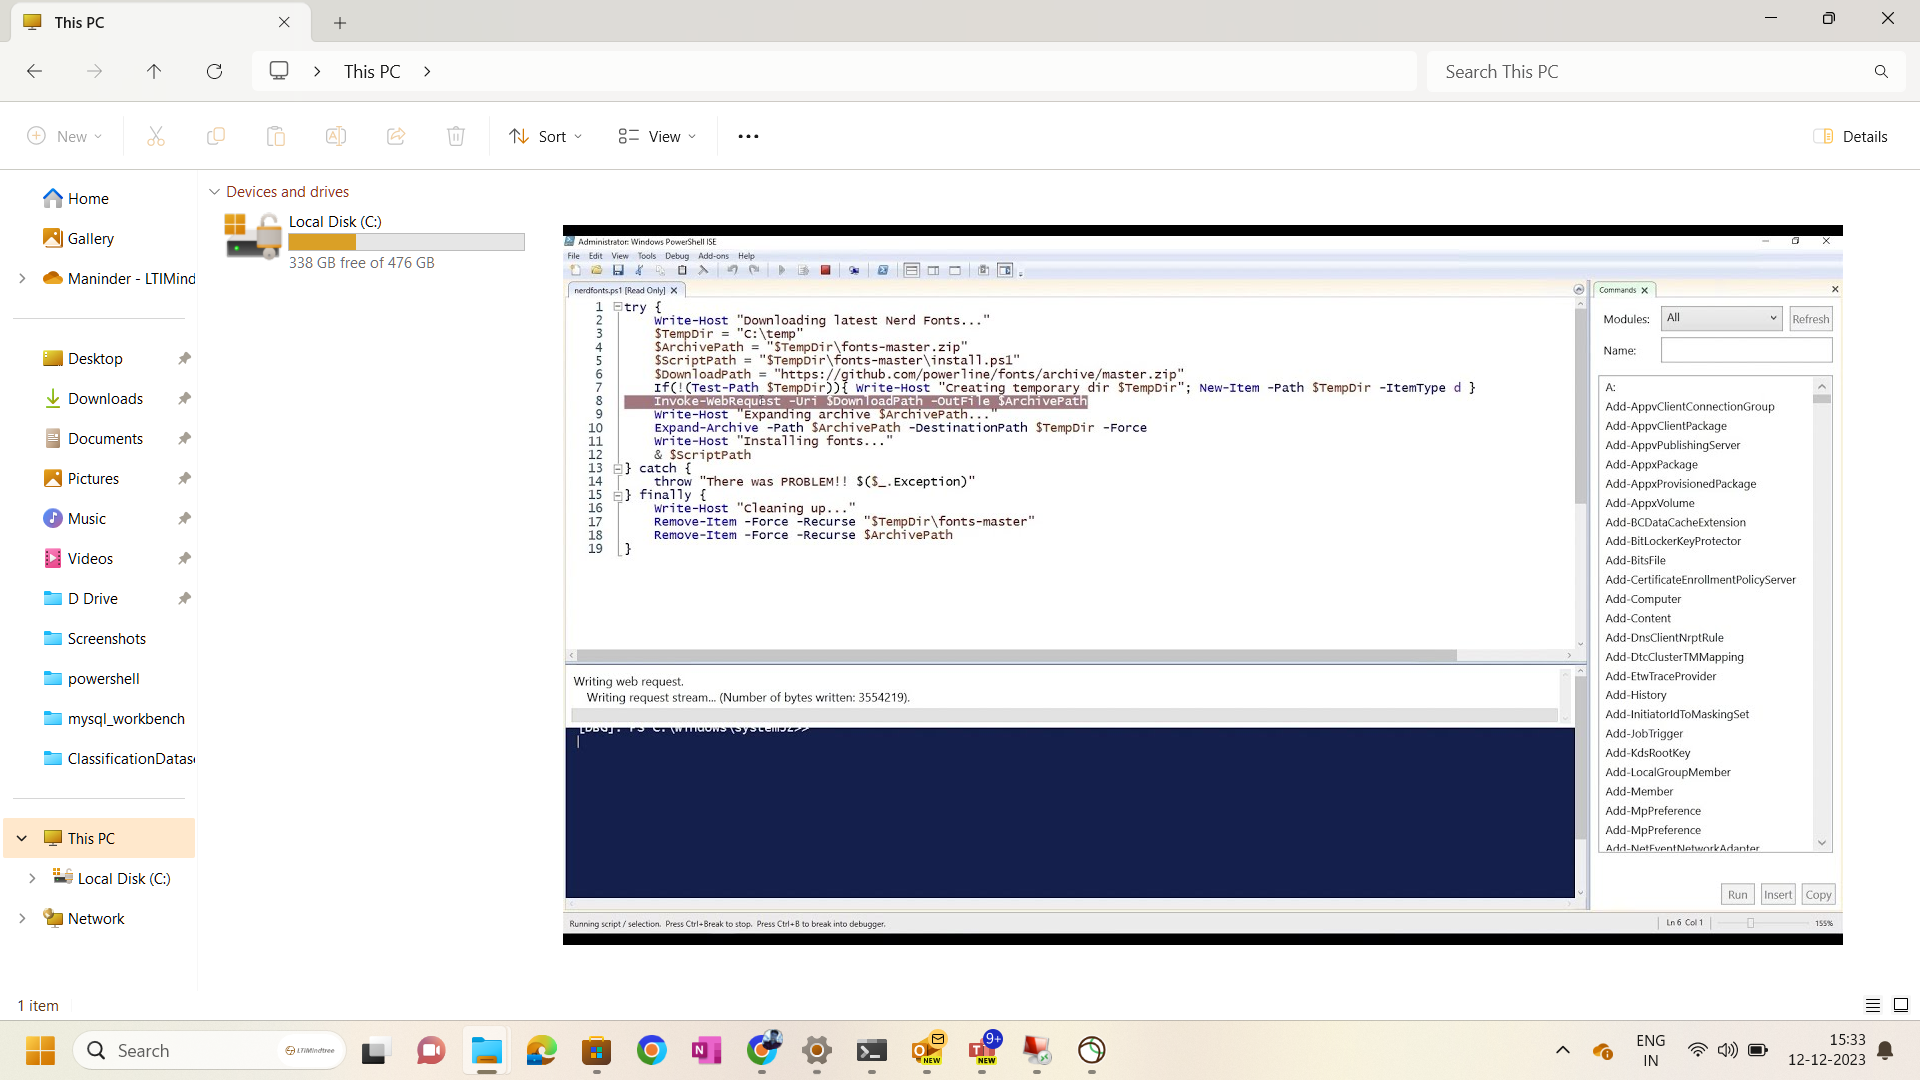 This PC
This PC
Search This PC
New
Sort
View
Details
Home
Gallery
Maninder - LTIMind
Desktop
Downloads
Documents
Pictures
Music
Videos
D Drive
Screenshots
powershell
mysql_workbench
ClassificationDatas
This PC
Local Disk (C:)
Network
1 item
Devices and drives
Local Disk (C:)
338 GB free of 476 GB
Administrator: Windows PowerShell ISE
File Edit View Tools Debug Add-ons Help
nerdfonts.ps1 [Read Only]
1 try {
2 Write-Host "Downloading latest Nerd Fonts..."
3 $TempDir = "C:\temp"
4 $ArchivePath = "$TempDir\fonts-master.zip"
5 $ScriptPath = "$TempDir\fonts-master\install.ps1"
6 $DownloadPath = "https://github.com/powerline/fonts/archive/master.zip"
7 If(!(Test-Path $TempDir)){ Write-Host "Creating temporary dir $TempDir"; New-Item -Path $TempDir -ItemType d }
8 Invoke-WebRequest -Uri $DownloadPath -OutFile $ArchivePath
9 Write-Host "Expanding archive $ArchivePath..."
10 Expand-Archive -Path $ArchivePath -DestinationPath $TempDir -Force
11 Write-Host "Installing fonts..."
12 & $ScriptPath
13 } catch {
14 throw "There was PROBLEM!! $($_.Exception)"
15 } finally {
16 Write-Host "Cleaning up..."
17 Remove-Item -Force -Recurse "$TempDir\fonts-master"
18 Remove-Item -Force -Recurse $ArchivePath
19 }
Writing web request.
Writing request stream... (Number of bytes written: 3554219).
[DBG]: PS C:\Windows\system32>>
Running script / selection. Press Ctrl+Break to stop. Press Ctrl+B to break into debugger.
Ln 6 Col 1
155%
Commands
Modules: All Refresh
Name:
A:
Add-AppvClientConnectionGroup
Add-AppvClientPackage
Add-AppvPublishingServer
Add-AppxPackage
Add-AppxProvisionedPackage
Add-AppxVolume
Add-BCDataCacheExtension
Add-BitLockerKeyProtector
Add-BitsFile
Add-CertificateEnrollmentPolicyServer
Add-Computer
Add-Content
Add-DnsClientNrptRule
Add-DtcClusterTMMapping
Add-EtwTraceProvider
Add-History
Add-InitiatorIdToMaskingSet
Add-JobTrigger
Add-KdsRootKey
Add-LocalGroupMember
Add-Member
Add-MpPreference
Add-MpPreference
Add-NetEventNetworkAdapter
Run Insert Copy
Search
LTIMindtree
NEW
9+
NEW
ENG
IN
15:33
12-12-2023